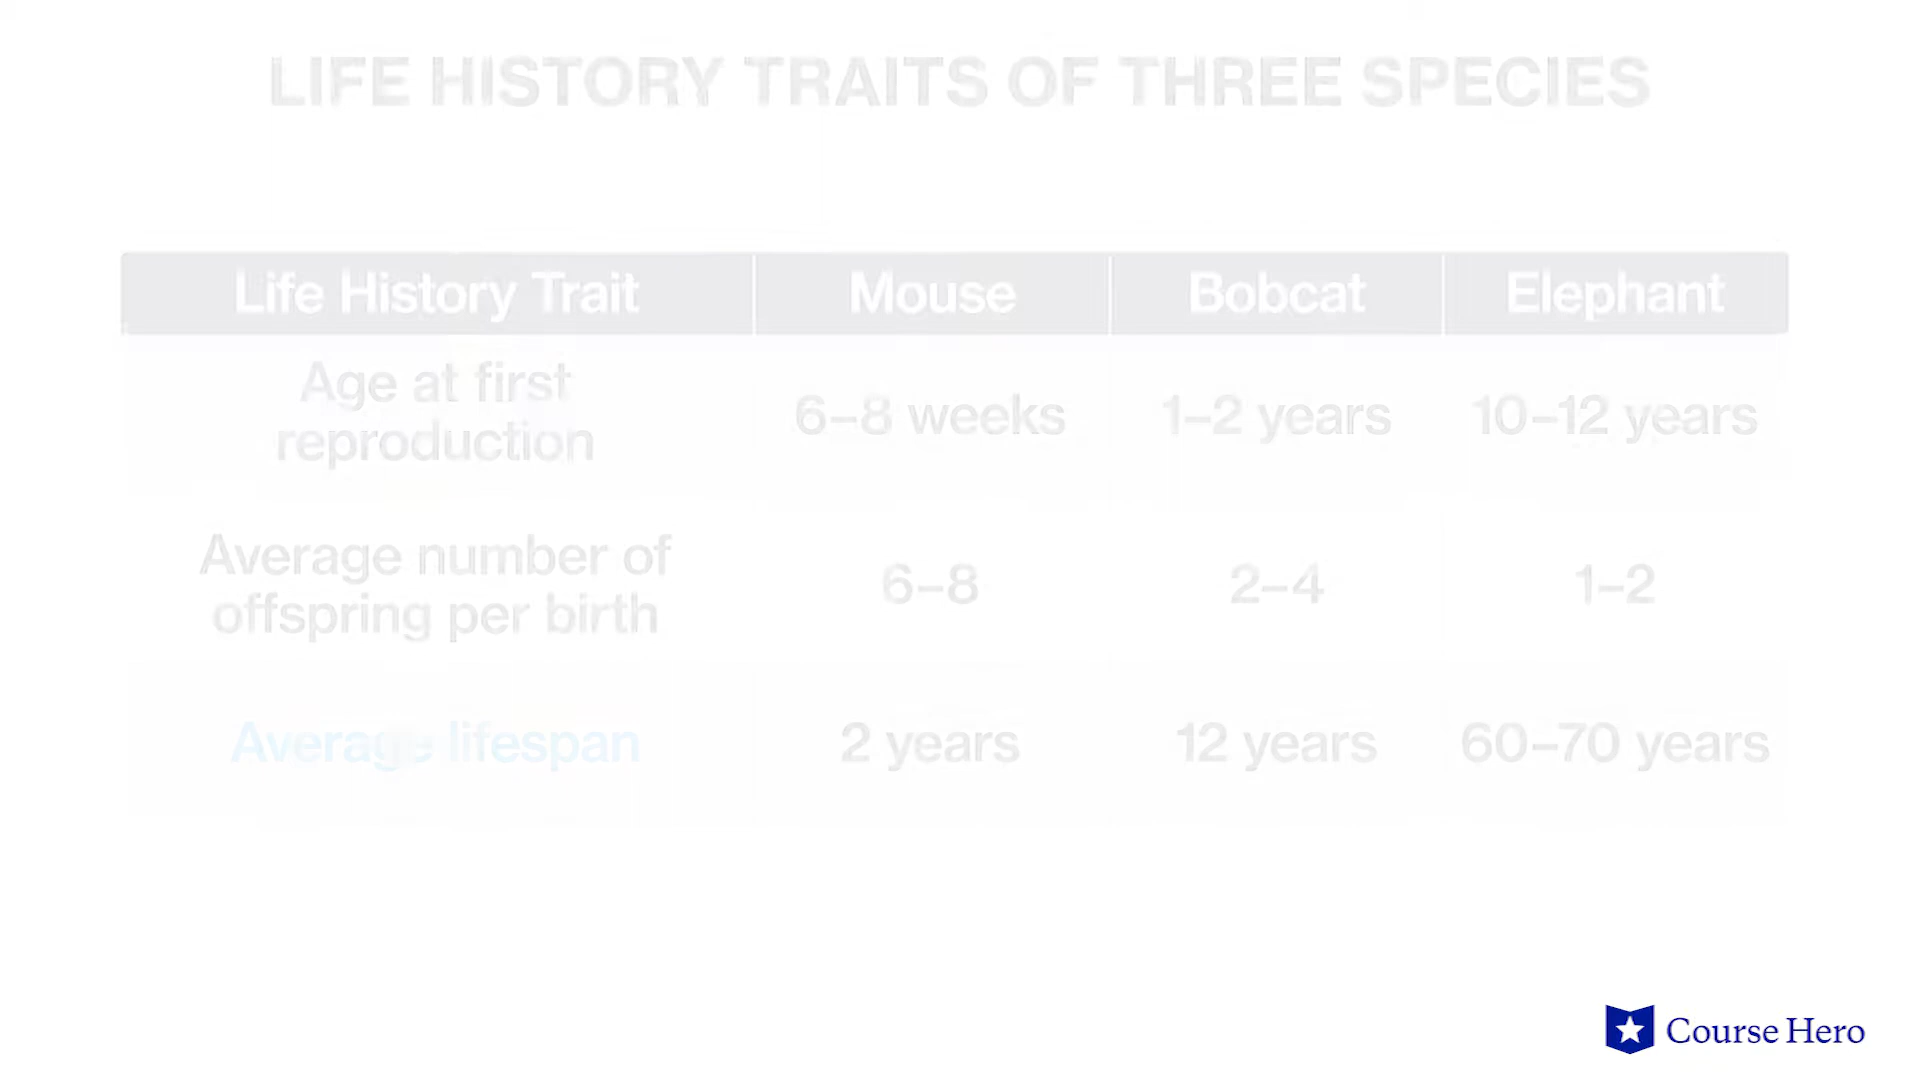 LIFE HISTORY TRAITS OF THREE SPECIES
Life History Trait Mouse Bobcat Elephant
Age at first
reproduction
6–8 weeks 1–2 years 10–12 years
Average number of
offspring per birth
6–8 2–4 1–2
Average lifespan 2 years 12 years 60–70 years
Course Hero